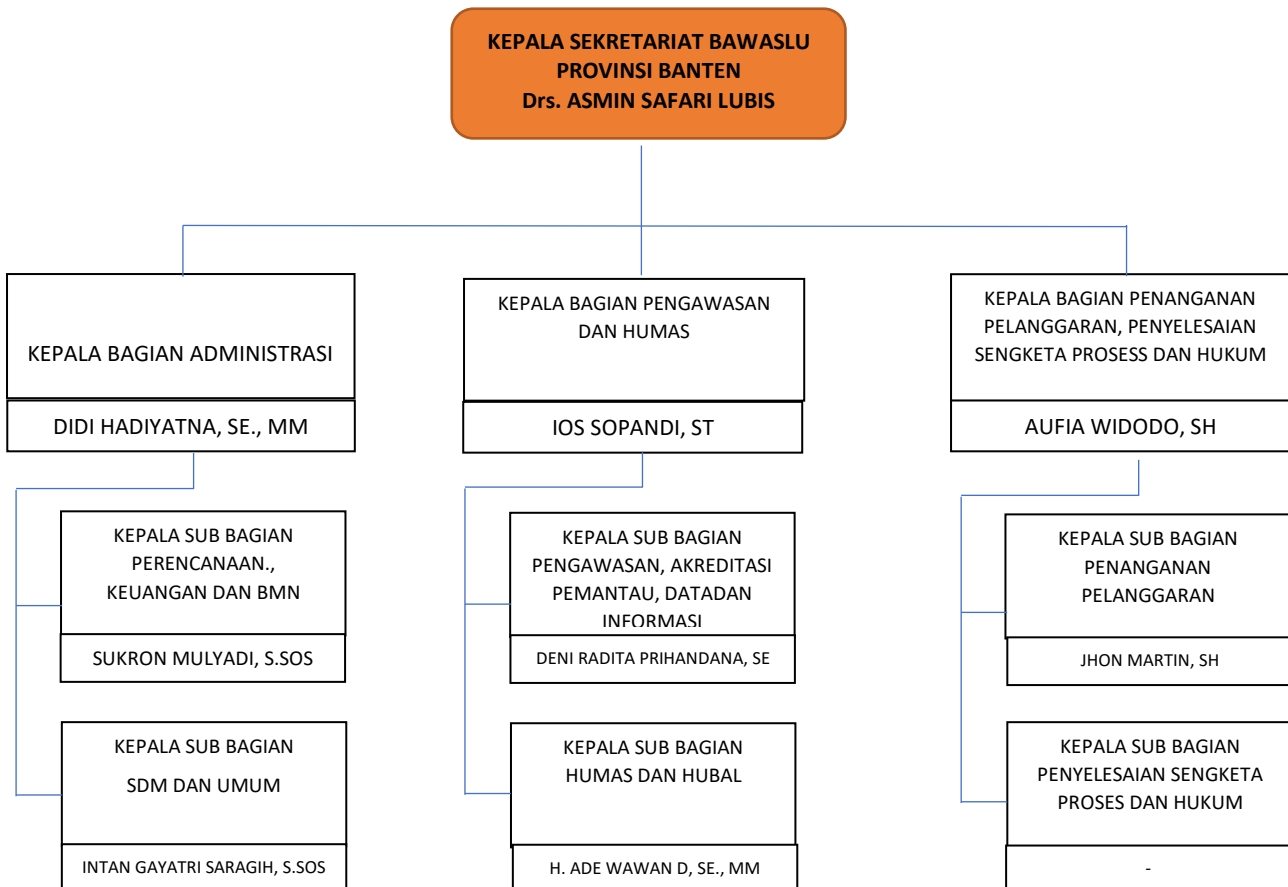 KEPALA SEKRETARIAT BAWASLU
PROVINSI BANTEN
Drs. ASMIN SAFARI LUBIS
KEPALA BAGIAN ADMINISTRASI
DIDI HADIYATNA, SE., MM
KEPALA BAGIAN PENGAWASAN
DAN HUMAS
IOS SOPANDI, ST
KEPALA BAGIAN PENANGANAN
PELANGGARAN, PENYELESAIAN
SENGKETA PROSESS DAN HUKUM
AUFIA WIDODO, SH
KEPALA SUB BAGIAN
PERENCANAAN.,
KEUANGAN DAN BMN
SUKRON MULYADI, S.SOS
KEPALA SUB BAGIAN
PENGAWASAN, AKREDITASI
PEMANTAU, DATADAN
INFORMASI
DENI RADITA PRIHANDANA, SE
KEPALA SUB BAGIAN
PENANGANAN
PELANGGARAN
JHON MARTIN, SH
KEPALA SUB BAGIAN
SDM DAN UMUM
INTAN GAYATRI SARAGIH, S.SOS
KEPALA SUB BAGIAN
HUMAS DAN HUBAL
H. ADE WAWAN D, SE., MM
KEPALA SUB BAGIAN
PENYELESAIAN SENGKETA
PROSES DAN HUKUM
-